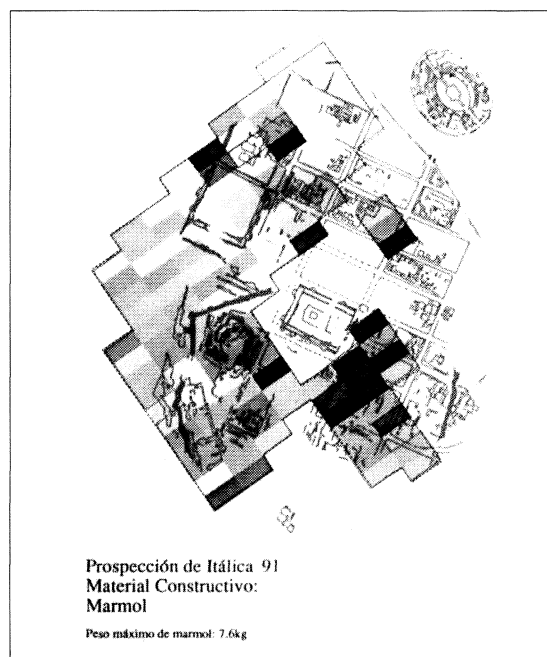 Prospección de Itálica 91
Material Constructivo:
Marmol
Peso máximo de marmol: 7.6kg